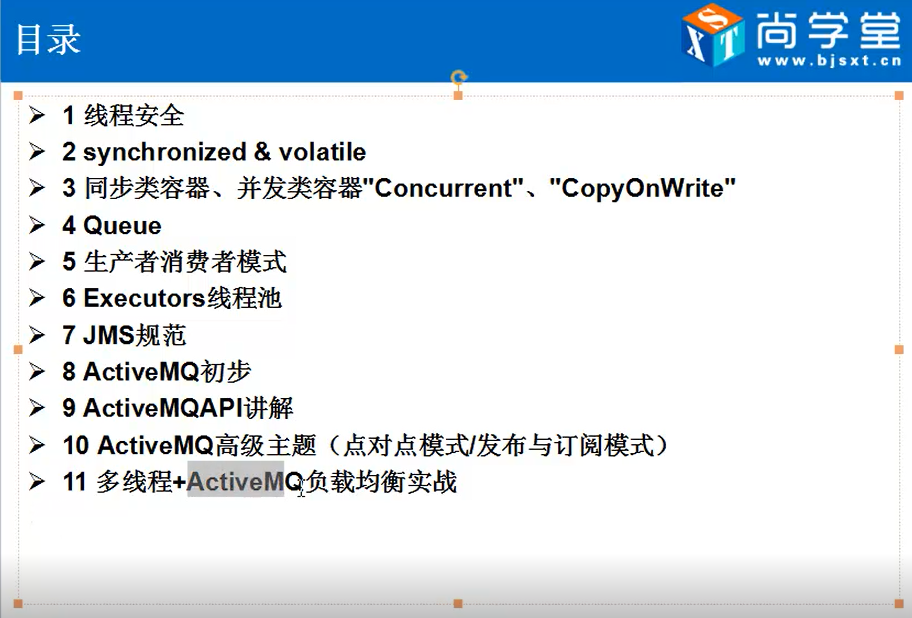 目录
SXT 尚学堂
www.bjsxt.cn
1 线程安全
2 synchronized & volatile
3 同步类容器、并发类容器"Concurrent"、"CopyOnWrite"
4 Queue
5 生产者消费者模式
6 Executors线程池
7 JMS规范
8 ActiveMQ初步
9 ActiveMQAPI讲解
10 ActiveMQ高级主题（点对点模式/发布与订阅模式）
11 多线程+ActiveMQ负载均衡实战